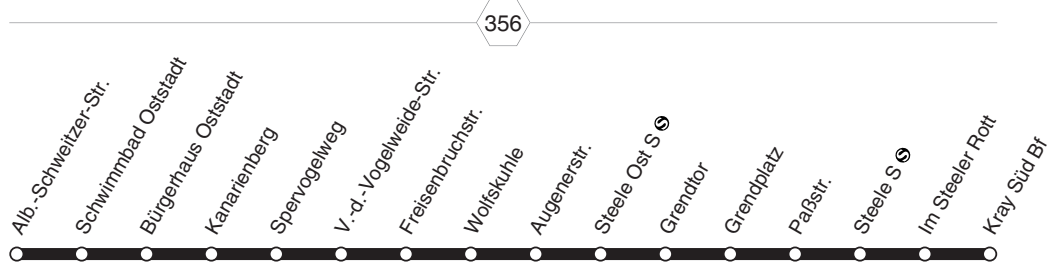 356
Alb.-Schweitzer-Str.
Schwimmbad Oststadt
Bürgerhaus Oststadt
Kanarienberg
Spervogelweg
V.-d.-Vogelweide-Str.
Freisenbruchstr.
Wolfskuhle
Augenerstr.
Steele Ost S S
Grendtor
Grendplatz
Paßstr.
Steele S S
Im Steeler Rott
Kray Süd Bf